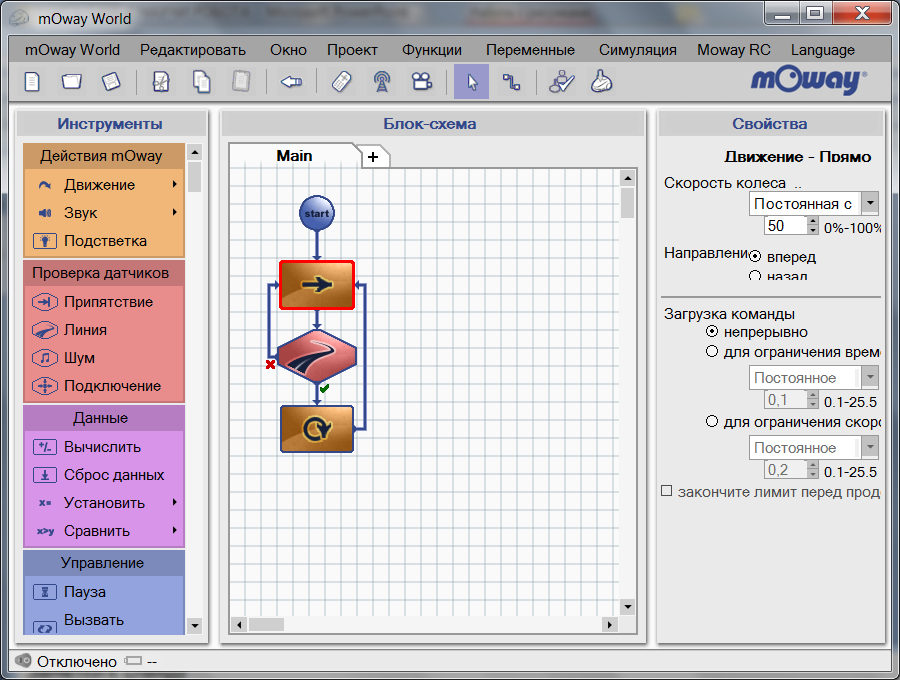 mOway World
mOway World Редактировать Окно Проект Функции Переменные Симуляция Moway RC Language
mOway
Инструменты
Действия mOway
Движение
Звук
Подстветка
Проверка датчиков
Припятствие
Линия
Шум
Подключение
Данные
Вычислить
Сброс данных
Установить
Сравнить
Управление
Пауза
Вызвать
Блок-схема
Main +
start
Свойства
Движение - Прямо
Скорость колеса ..
Постоянная с
50 0%-100%
Направлени вперед
назад
Загрузка команды
непрерывно
для ограничения врем
Постоянное
0,1 0.1-25.5
для ограничения скоро
Постоянное
0,2 0.1-25.5
закончите лимит перед прод
Отключено --